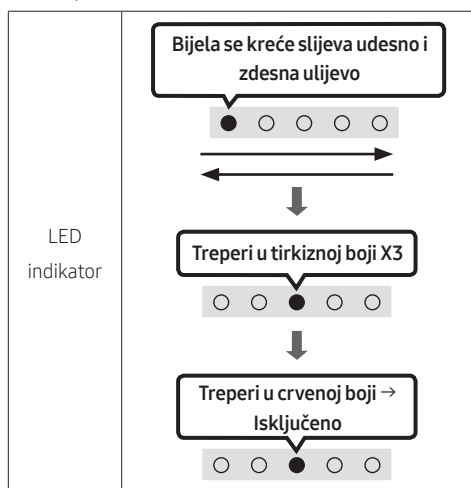 Bijela se kreće slijeva udesno i
zdesna ulijevo
LED
indikator
Treperi u tirkiznoj boji X3
Treperi u crvenoj boji →
Isključeno